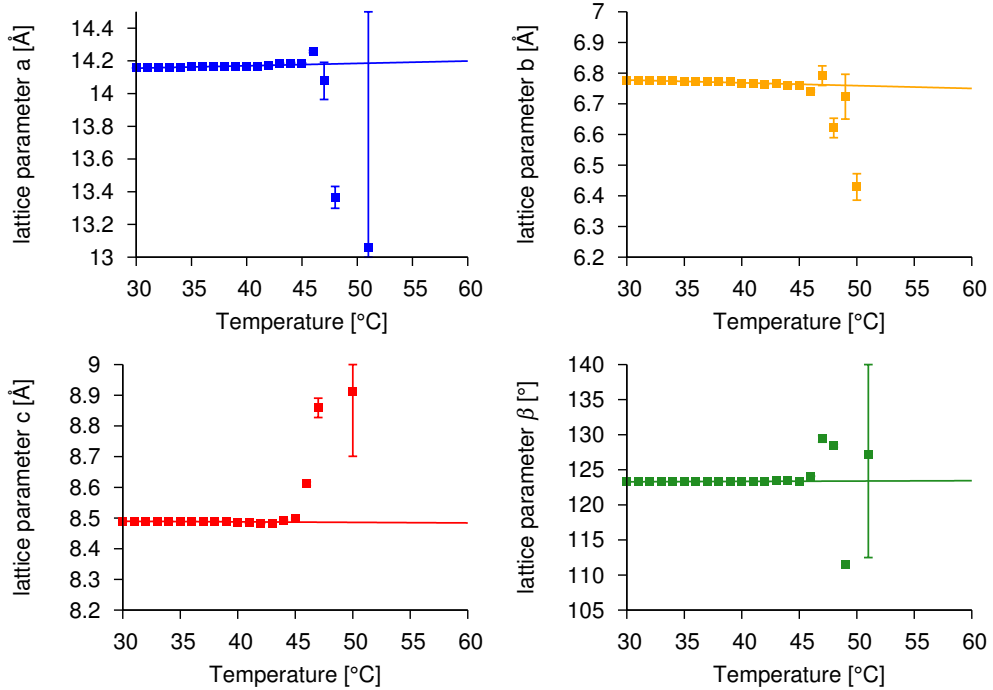 lattice parameter a [Å]
14.4
14.2
14
13.8
13.6
13.4
13.2
13
30 35 40 45 50 55 60
Temperature [°C]
lattice parameter b [Å]
7
6.9
6.8
6.7
6.6
6.5
6.4
6.3
6.2
30 35 40 45 50 55 60
Temperature [°C]
lattice parameter c [Å]
9
8.9
8.8
8.7
8.6
8.5
8.4
8.3
8.2
30 35 40 45 50 55 60
Temperature [°C]
lattice parameter β [°]
140
135
130
125
120
115
110
105
30 35 40 45 50 55 60
Temperature [°C]